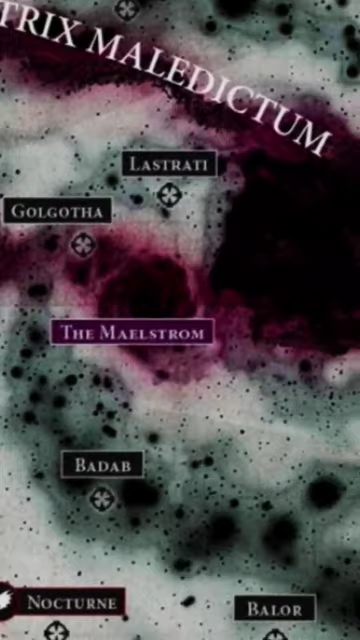 TRIX MALEDICTUM
LASTRATI
GOLGOTHA
THE MAELSTROM
BADAB
NOCTURNE
BALOR